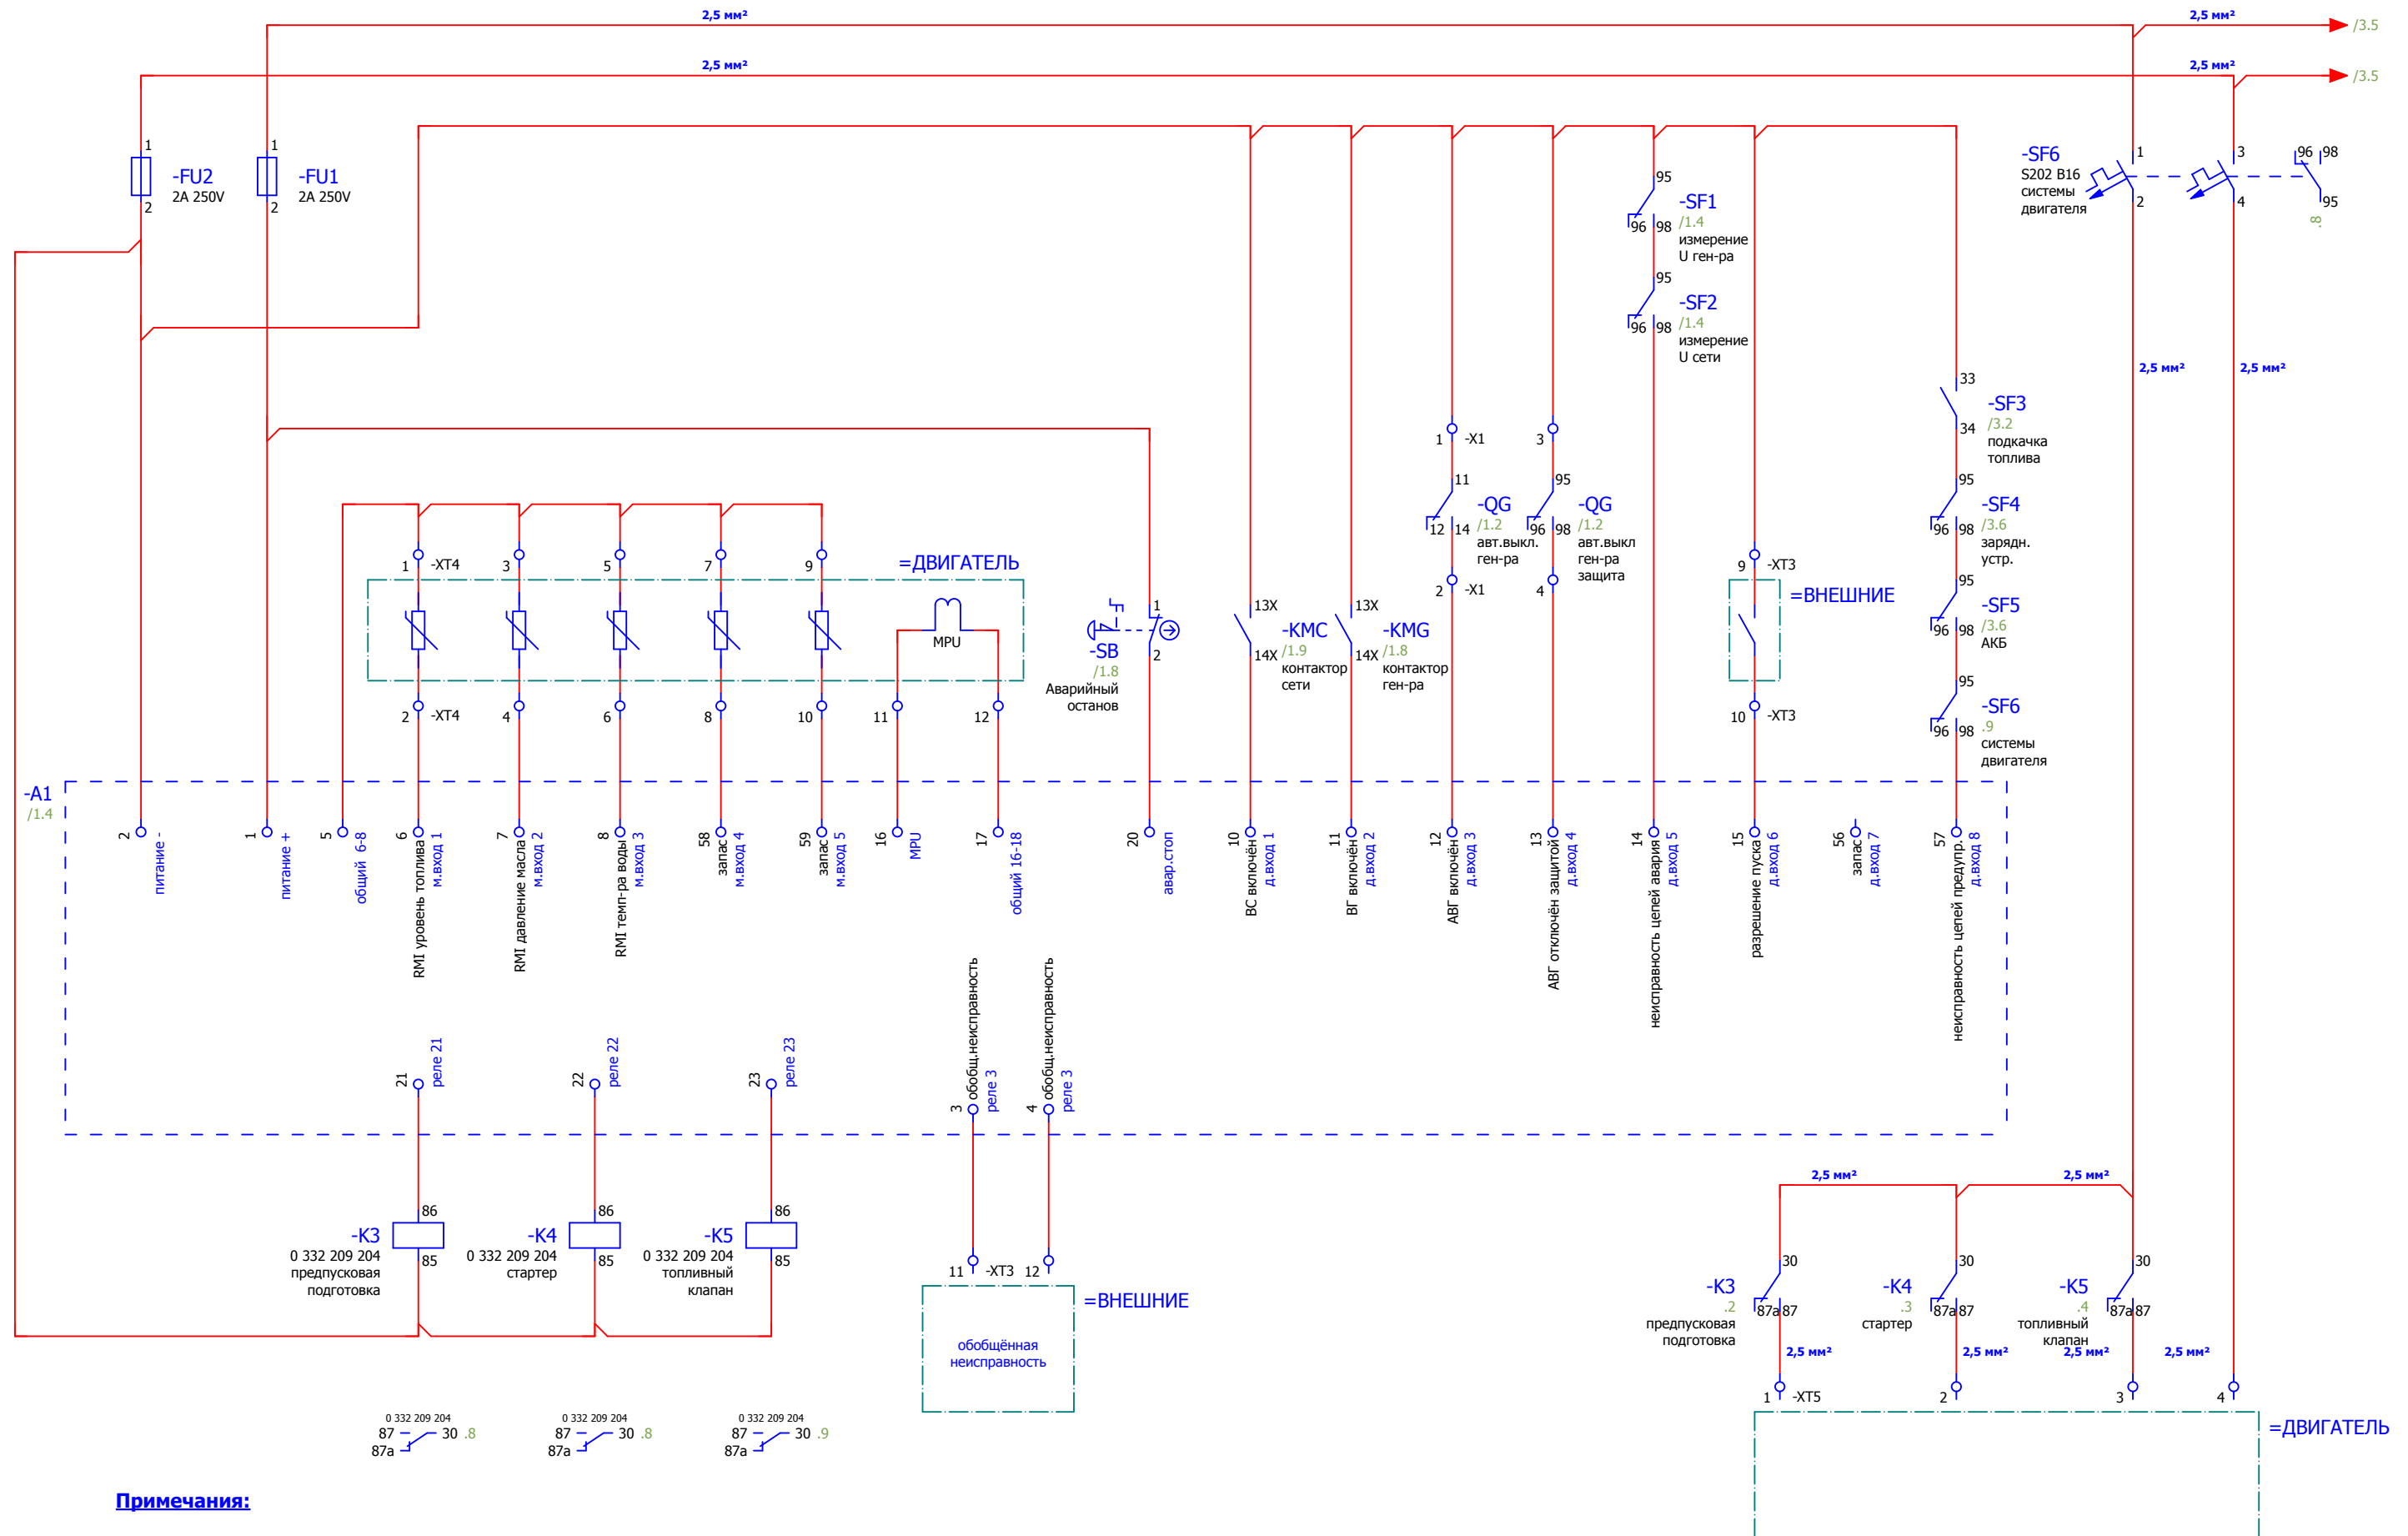 2,5 мм²
2,5 мм²
/3.5
2,5 мм²
2,5 мм²
/3.5
1
-FU2
2A 250V
2
1
-FU1
2A 250V
2
95
-SF1
/1.4
96
98
измерение
U ген-ра
95
-SF2
/1.4
96
98
измерение
U сети
-SF6
S202 B16
системы
двигателя
1
2
3
4
96
98
95
.8
2,5 мм²
2,5 мм²
33
-SF3
34
/3.2
подкачка
топлива
1
-X1
3
11
-QG
12
14
/1.2
авт.выкл.
ген-ра
95
-QG
96
98
/1.2
авт.выкл
ген-ра
защита
2
-X1
4
95
-SF4
96
98
/3.6
зарядн.
устр.
95
-SF5
96
98
/3.6
АКБ
95
-SF6
96
98
.9
системы
двигателя
1
-XT4
3
5
7
9
=ДВИГАТЕЛЬ
MPU
2
-XT4
4
6
8
10
11
12
1
-SB
2
/1.8
Аварийный
останов
13X
-KMC
14X
/1.9
контактор
сети
13X
-KMG
14X
/1.8
контактор
ген-ра
9
-XT3
=ВНЕШНИЕ
10
-XT3
-A1
/1.4
2
питание -
1
питание +
5
общий 6-8
6
RMI уровень топлива
м.вход 1
7
RMI давление масла
м.вход 2
8
RMI темп-ра воды
м.вход 3
58
запас
м.вход 4
59
запас
м.вход 5
16
MPU
17
общий 16-18
20
авар.стоп
10
ВС включён
д.вход 1
11
ВГ включён
д.вход 2
12
АВГ включён
д.вход 3
13
АВГ отключён защитой
д.вход 4
14
неисправность цепей авария
д.вход 5
15
разрешение пуска
д.вход 6
56
запас
д.вход 7
57
неисправность цепей предупр.
д.вход 8
21
реле 21
22
реле 22
23
реле 23
3
обобщ.неисправность
реле 3
4
обобщ.неисправность
реле 3
86
-K3
85
0 332 209 204
предпусковая
подготовка
86
-K4
85
0 332 209 204
стартер
86
-K5
85
0 332 209 204
топливный
клапан
11
-XT3
12
=ВНЕШНИЕ
обобщённая
неисправность
2,5 мм²
2,5 мм²
30
-K3
.2
87a
87
предпусковая
подготовка
2,5 мм²
30
-K4
.3
87a
87
стартер
2,5 мм²
30
-K5
.4
87a
87
топливный
клапан
2,5 мм²
2,5 мм²
1
-XT5
2
3
4
=ДВИГАТЕЛЬ
0 332 209 204
87
30 .8
87a
0 332 209 204
87
30 .8
87a
0 332 209 204
87
30 .9
87a
Примечания: